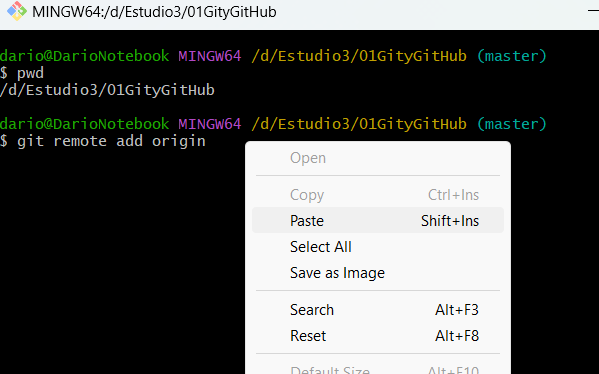 MINGW64:/d/Estudio3/01GityGitHub
dario@DarioNotebook MINGW64 /d/Estudio3/01GityGitHub (master)
$ pwd
/d/Estudio3/01GityGitHub
dario@DarioNotebook MINGW64 /d/Estudio3/01GityGitHub (master)
$ git remote add origin
Open
Copy Ctrl+Ins
Paste Shift+Ins
Select All
Save as Image
Search Alt+F3
Reset Alt+F8
Default Size Alt+F10